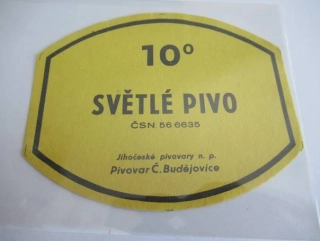 10°
SVĚTLÉ PIVO
ČSN 56 6635
Jihočeské pivovary n. p.
Pivovar Č. Budějovice